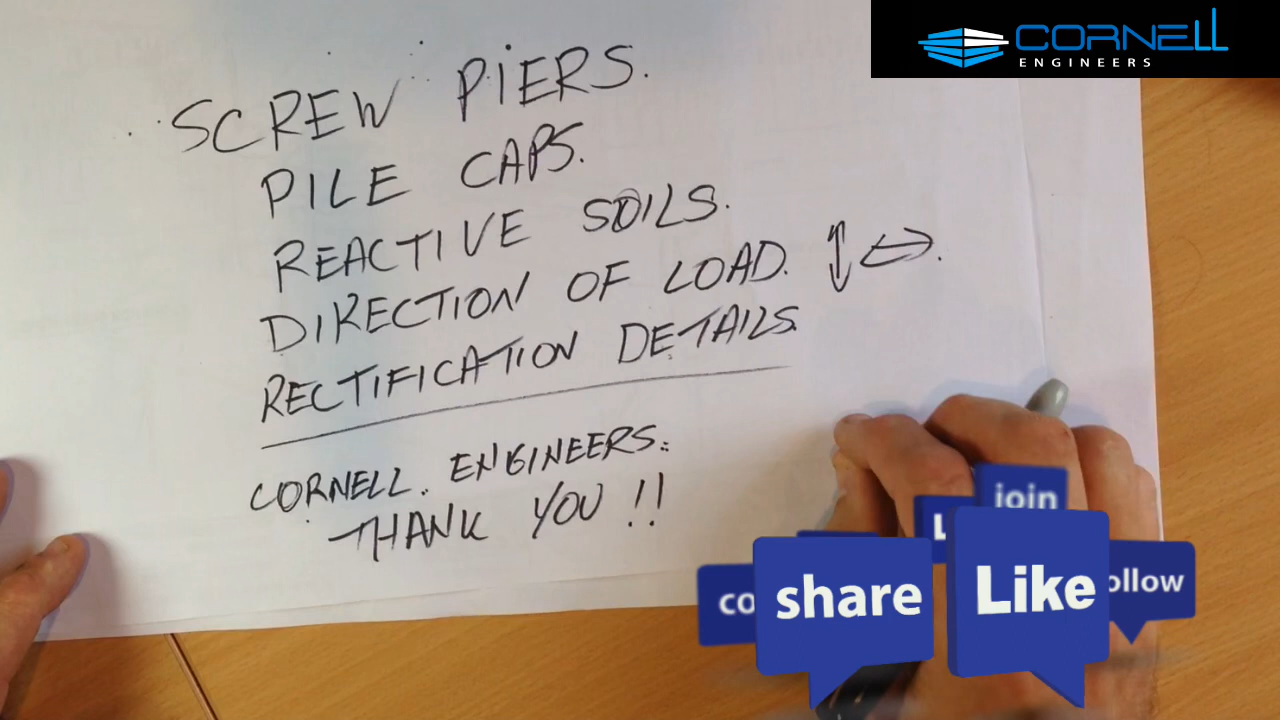 CORNELL
ENGINEERS
SCREW PIERS.
PILE CAPS.
REACTIVE SOILS.
DIRECTION OF LOAD.
RECTIFICATION DETAILS.
CORNELL. ENGINEERS.
THANK YOU !!
join
L
co
share
Like
ollow